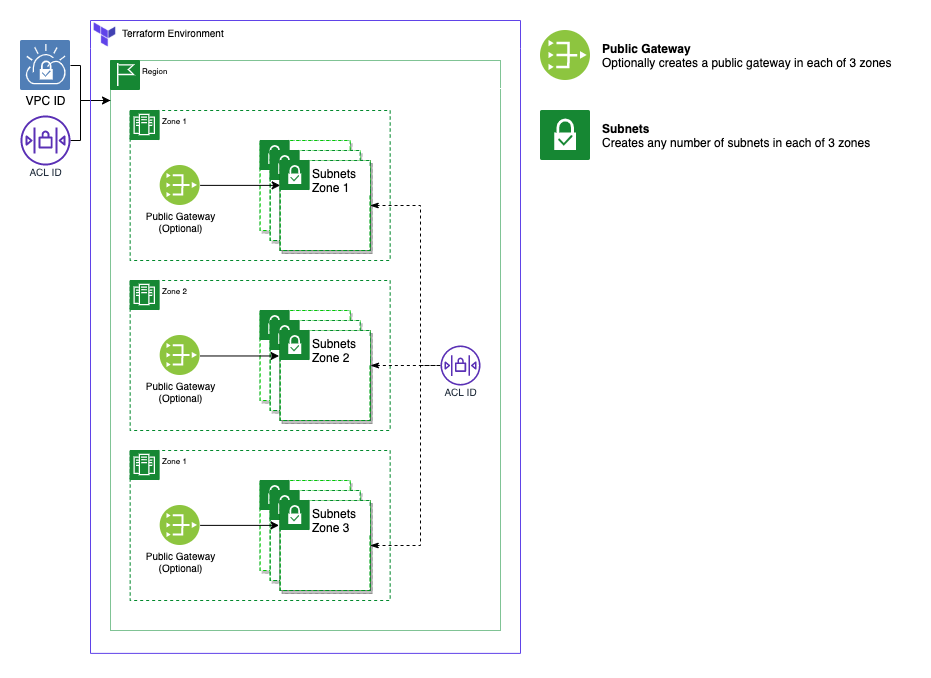 Terraform Environment
VPC ID
ACL ID
Region
Zone 1
Public Gateway
(Optional)
Subnets
Zone 1
Zone 2
Public Gateway
(Optional)
Subnets
Zone 2
ACL ID
Zone 1
Public Gateway
(Optional)
Subnets
Zone 3
Public Gateway
Optionally creates a public gateway in each of 3 zones
Subnets
Creates any number of subnets in each of 3 zones